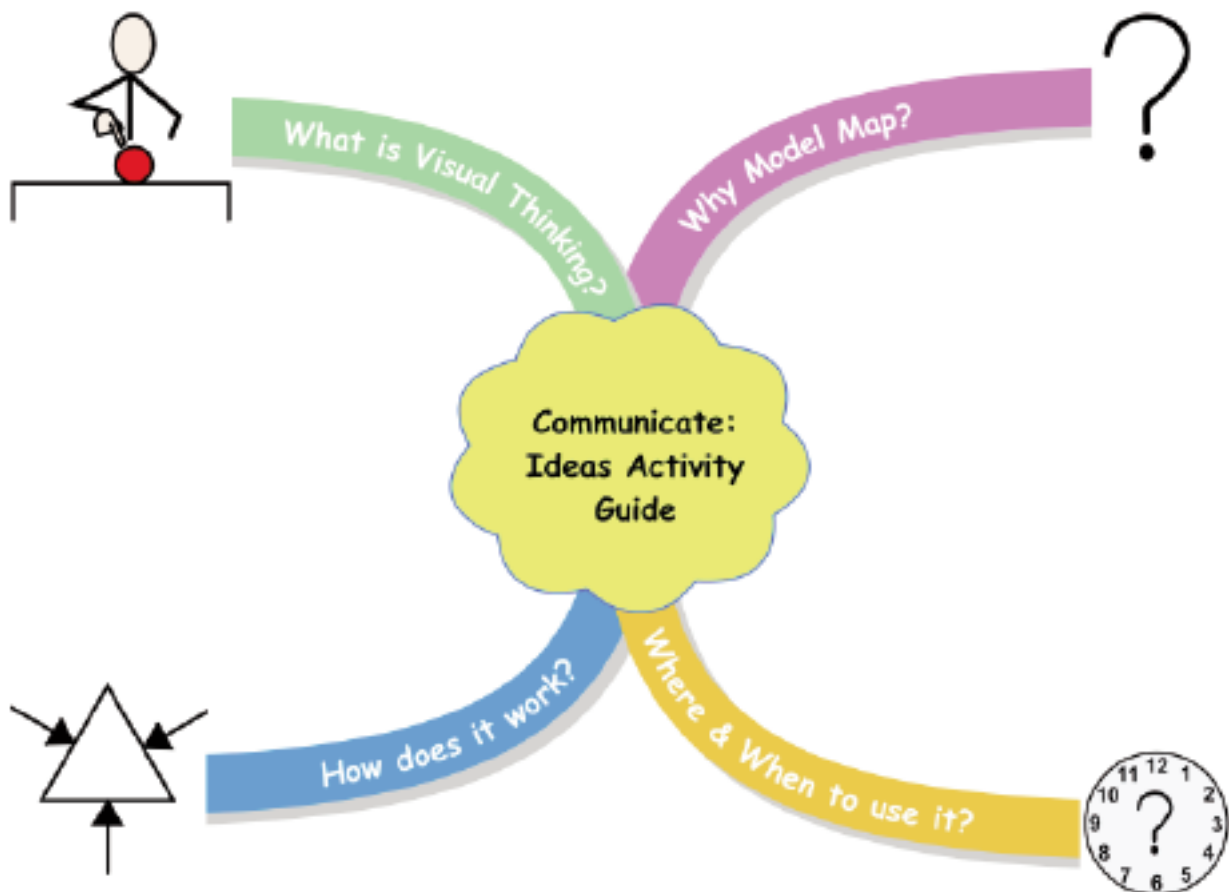 What is Visual Thinking?
Why Model Map?
?
Communicate:
Ideas Activity
Guide
How does it work?
Where & When to use it?
12
1
2
3
4
5
6
7
8
9
10
11
?